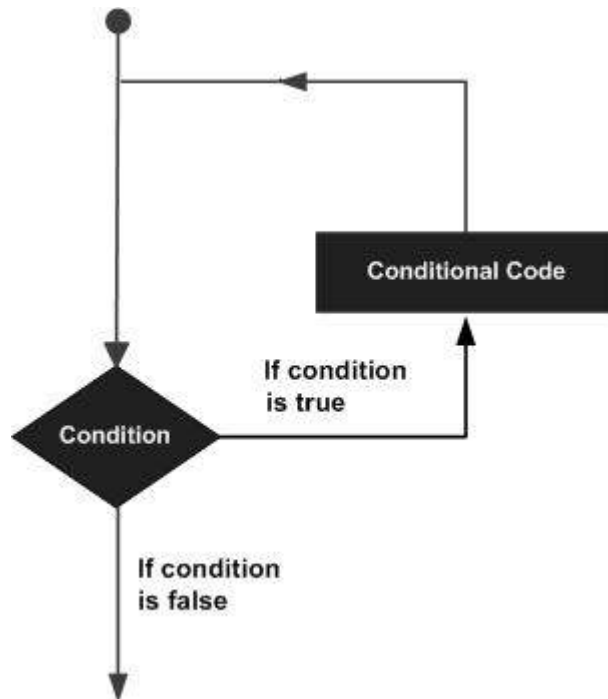 Conditional Code
If condition
is true
Condition
If condition
is false